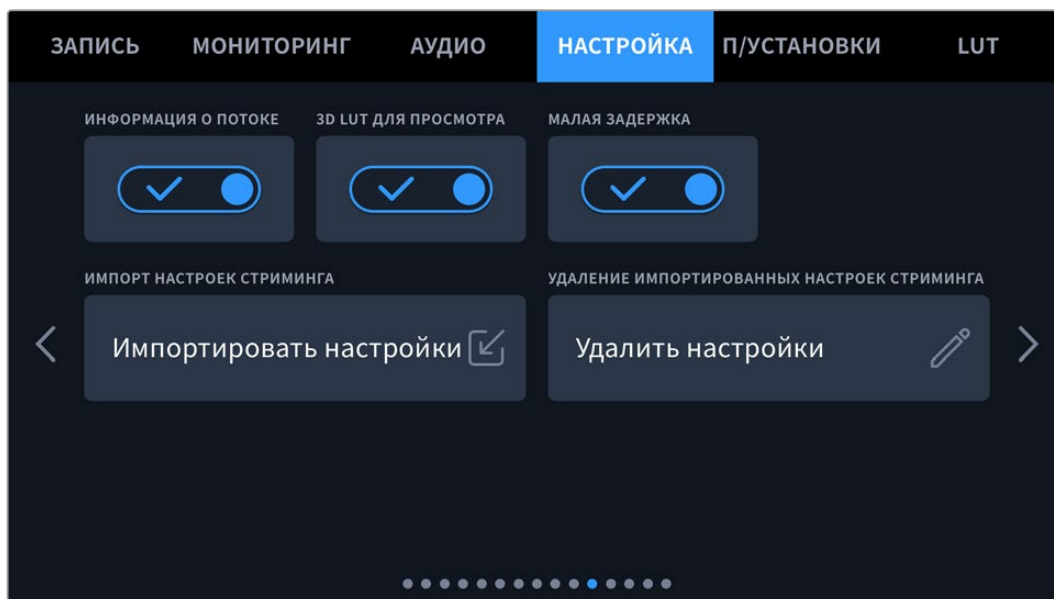 ЗАПИСЬ МОНИТОРИНГ АУДИО НАСТРОЙКА П/УСТАНОВКИ LUT
ИНФОРМАЦИЯ О ПОТОКЕ 3D LUT ДЛЯ ПРОСМОТРА МАЛАЯ ЗАДЕРЖКА
ИМПОРТ НАСТРОЕК СТРИМИНГА УДАЛЕНИЕ ИМПОРТИРОВАННЫХ НАСТРОЕК СТРИМИНГА
Импортировать настройки Удалить настройки